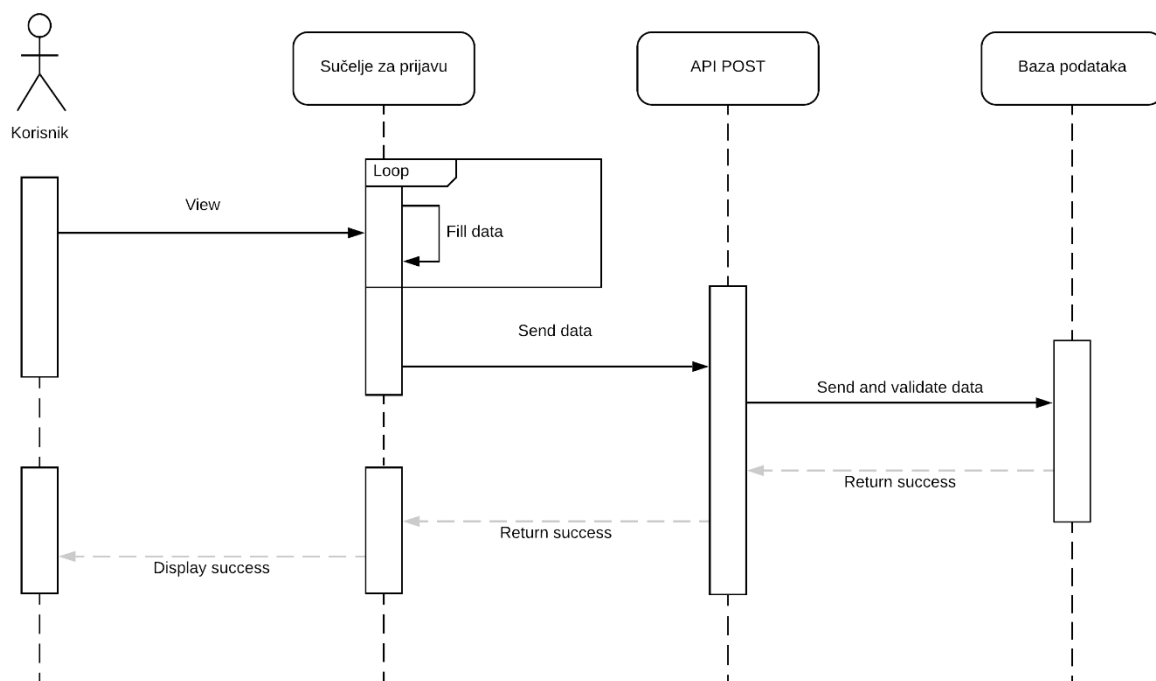 Sučelje za prijavu
API POST
Baza podataka
Korisnik
Loop
View
Fill data
Send data
Send and validate data
Return success
Return success
Display success